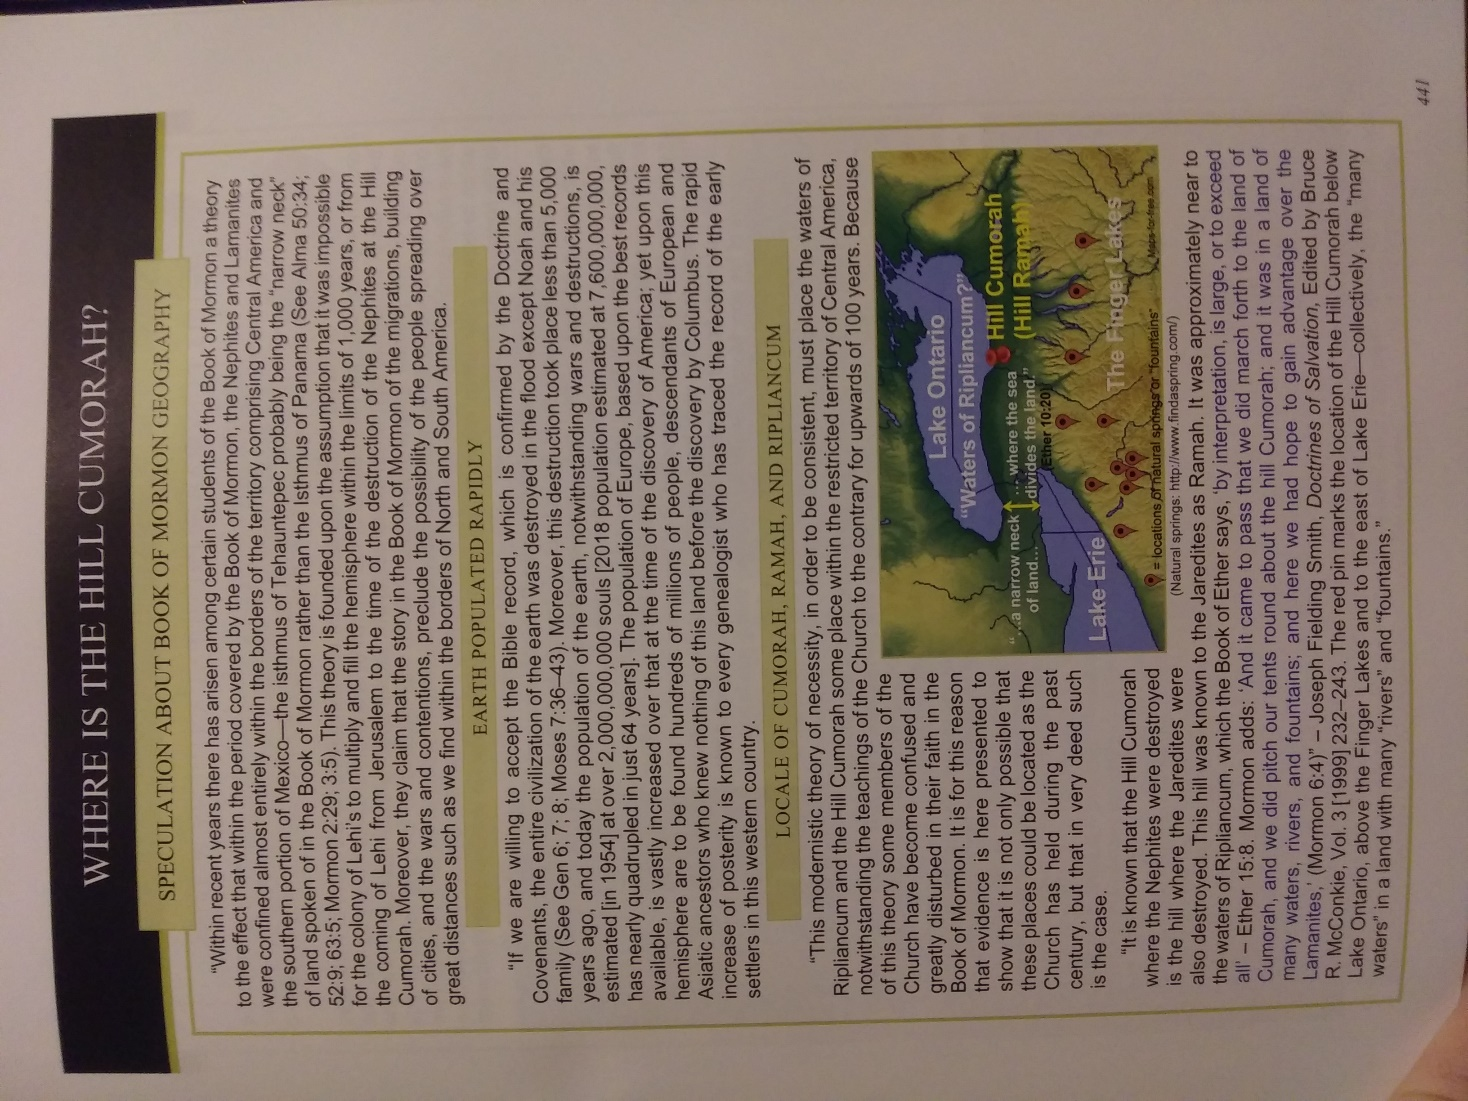 WHERE IS THE HILL CUMORAH?
SPECULATION ABOUT BOOK OF MORMON GEOGRAPHY
"Within recent years there has arisen among certain students of the Book of Mormon a theory
to the effect that within the period covered by the Book of Mormon, the Nephites and Lamanites
were confined almost entirely within the borders of the territory comprising Central America and
the southern portion of Mexico—the isthmus of Tehauntepec probably being the "narrow neck"
of land spoken of in the Book of Mormon rather than the Isthmus of Panama (See Alma 50:34;
52:9; 63:5; Mormon 2:29; 3:5). This theory is founded upon the assumption that it was impossible
for the colony of Lehi's to multiply and fill the hemisphere within the limits of 1,000 years, or from
the coming of Lehi from Jerusalem to the time of the destruction of the Nephites at the Hill
Cumorah. Moreover, they claim that the story in the Book of Mormon of the migrations, building
of cities, and the wars and contentions, preclude the possibility of the people spreading over
great distances such as we find within the borders of North and South America.
EARTH POPULATED RAPIDLY
"If we are willing to accept the Bible record, which is confirmed by the Doctrine and
Covenants, the entire civilization of the earth was destroyed in the flood except Noah and his
family (See Gen 6; 7; 8; Moses 7:36–43). Moreover, this destruction took place less than 5,000
years ago, and today the population of the earth, notwithstanding wars and destructions, is
estimated [in 1954] at over 2,000,000,000 souls [2018 population estimated at 7,600,000,000,
has nearly quadrupled in just 64 years]. The population of Europe, based upon the best records
available, is vastly increased over that at the time of the discovery of America; yet upon this
hemisphere are to be found hundreds of millions of people, descendants of European and
Asiatic ancestors who knew nothing of this land before the discovery by Columbus. The rapid
increase of posterity is known to every genealogist who has traced the record of the early
settlers in this western country.
LOCALE OF CUMORAH, RAMAH, AND RIPLIANCUM
"This modernistic theory of necessity, in order to be consistent, must place the waters of
Ripliancum and the Hill Cumorah some place within the restricted territory of Central America,
notwithstanding the teachings of the Church to the contrary for upwards of 100 years. Because
of this theory some members of the
Church have become confused and
greatly disturbed in their faith in the
Book of Mormon. It is for this reason
that evidence is here presented to
show that it is not only possible that
these places could be located as the
Church has held during the past
century, but that in very deed such
is the case.
"It is known that the Hill Cumorah
where the Nephites were destroyed
is the hill where the Jaredites were
Lake Ontario
"Waters of Ripliancum?"
Hill Cumorah
(Hill Ramah)
"...a narrow neck
of land...
...where the sea
divides the land."
(Ether 10:20)
Lake Erie
The Finger Lakes
= locations of natural springs or "fountains"
Maps-for-free.com
(Natural springs: http://www.findaspring.com/)
also destroyed. This hill was known to the Jaredites as Ramah. It was approximately near to
the waters of Ripliancum, which the Book of Ether says, 'by interpretation, is large, or to exceed
all' – Ether 15:8. Mormon adds: 'And it came to pass that we did march forth to the land of
Cumorah, and we did pitch our tents round about the hill Cumorah; and it was in a land of
many waters, rivers, and fountains; and here we had hope to gain advantage over the
Lamanites,' (Mormon 6:4)" – Joseph Fielding Smith, Doctrines of Salvation, Edited by Bruce
R. McConkie, Vol. 3 [1999] 232–243. The red pin marks the location of the Hill Cumorah below
Lake Ontario, above the Finger Lakes and to the east of Lake Erie—collectively, the "many
waters" in a land with many "rivers" and "fountains."
441